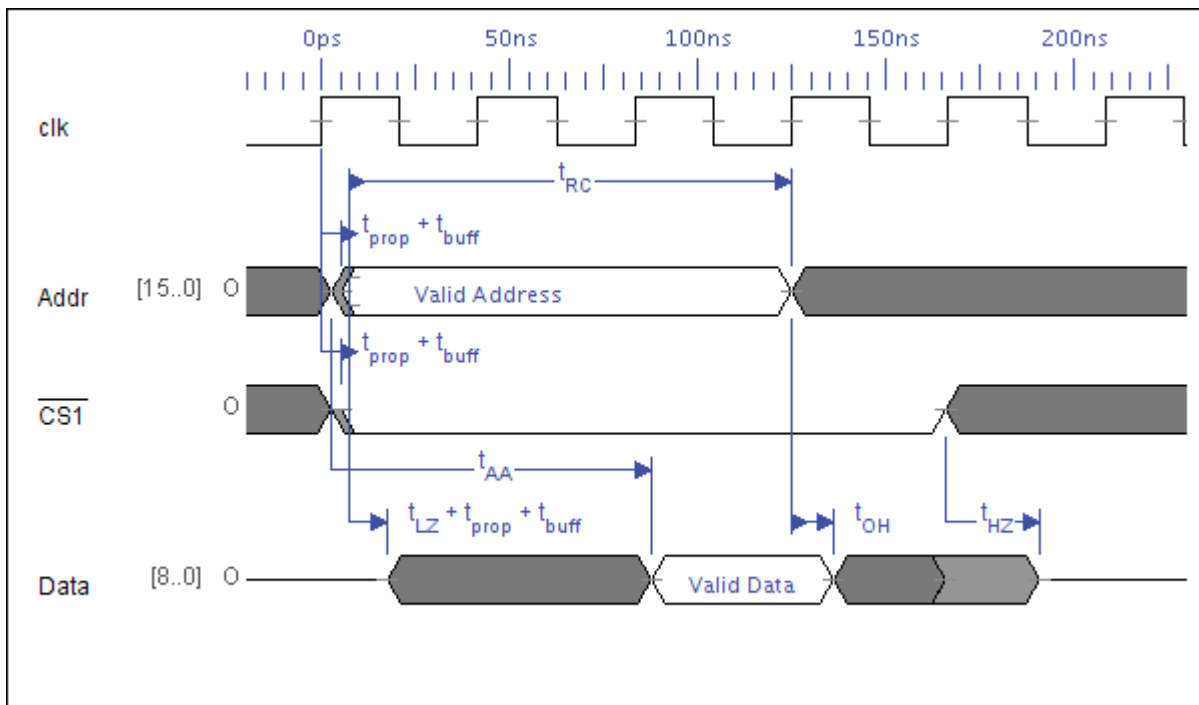 0ps 50ns 100ns 150ns 200ns
clk
tRC
tprop + tbuff
Addr [15..0] O Valid Address
tprop + tbuff
CS1 O
tAA
tLZ + tprop + tbuff tOH tHZ
Data [8..0] O Valid Data